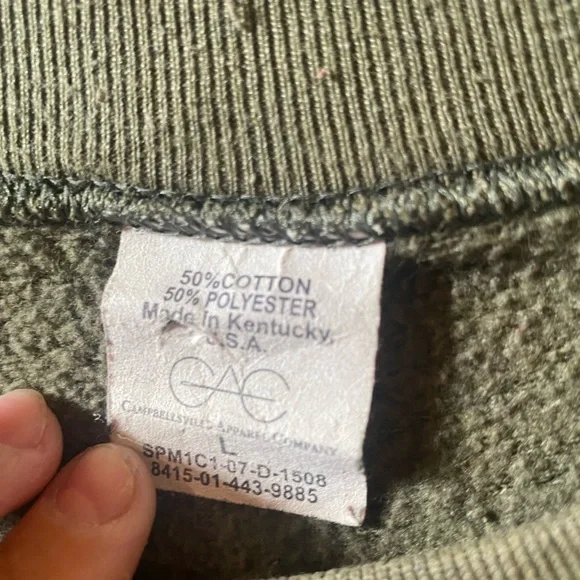 50% COTTON
50% POLYESTER
Made In Kentucky,
U.S.A.
CAC
CAMPBELLSVILLE APPAREL COMPANY
L
SPM1C1-07-D-1508
8415-01-443-9885